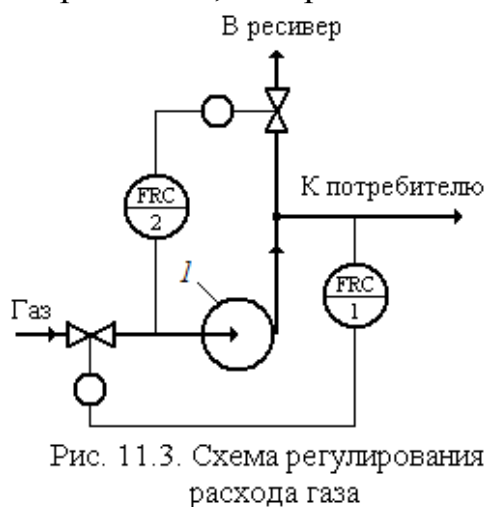 В ресивер
FRC
2
К потребителю
1
FRC
1
Газ
Рис. 11.3. Схема регулирования
расхода газа